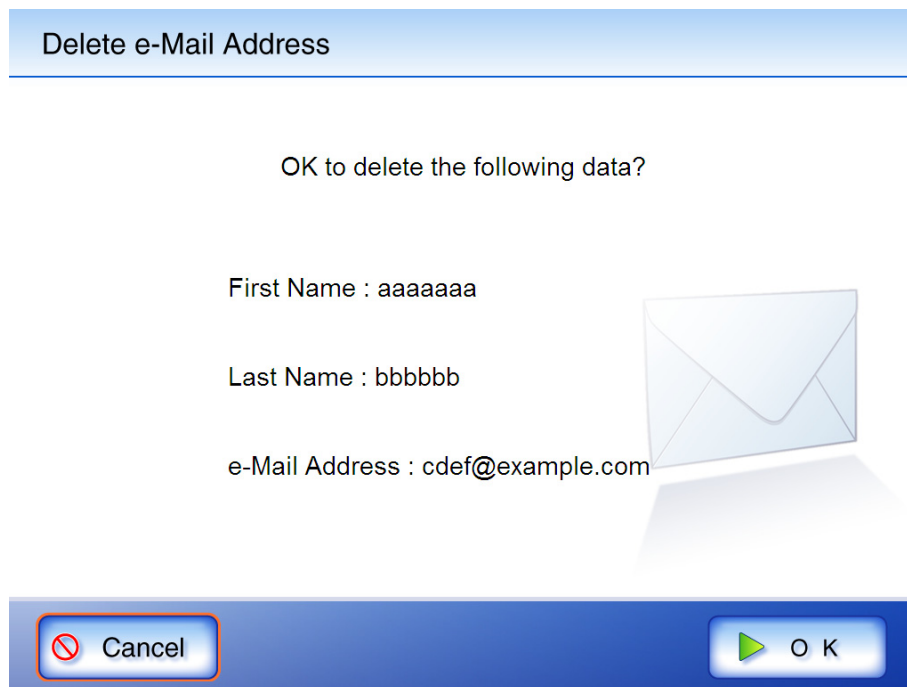 Delete e-Mail Address
OK to delete the following data?
First Name : aaaaaaa
Last Name : bbbbbb
e-Mail Address : cdef@example.com
Cancel
O K